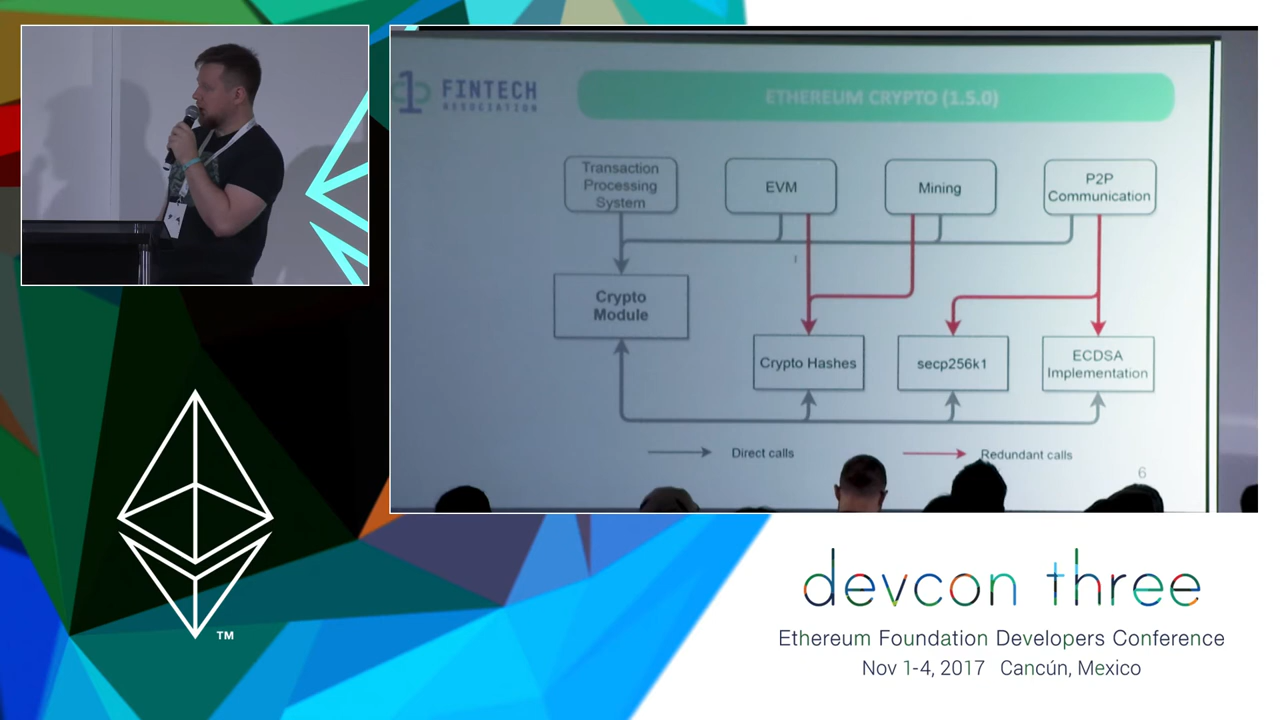 1 FINTECH
ASSOCIATION
ETHEREUM CRYPTO (1.5.0)
Transaction
Processing
System
EVM
Mining
P2P
Communication
Crypto
Module
Crypto Hashes
secp256k1
ECDSA
Implementation
Direct calls
Redundant calls
6
TM
devcon three
Ethereum Foundation Developers Conference
Nov 1-4, 2017 Cancún, Mexico